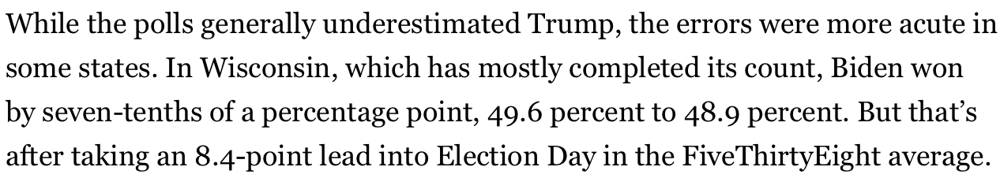 While the polls generally underestimated Trump, the errors were more acute in
some states. In Wisconsin, which has mostly completed its count, Biden won
by seven-tenths of a percentage point, 49.6 percent to 48.9 percent. But that’s
after taking an 8.4-point lead into Election Day in the FiveThirtyEight average.